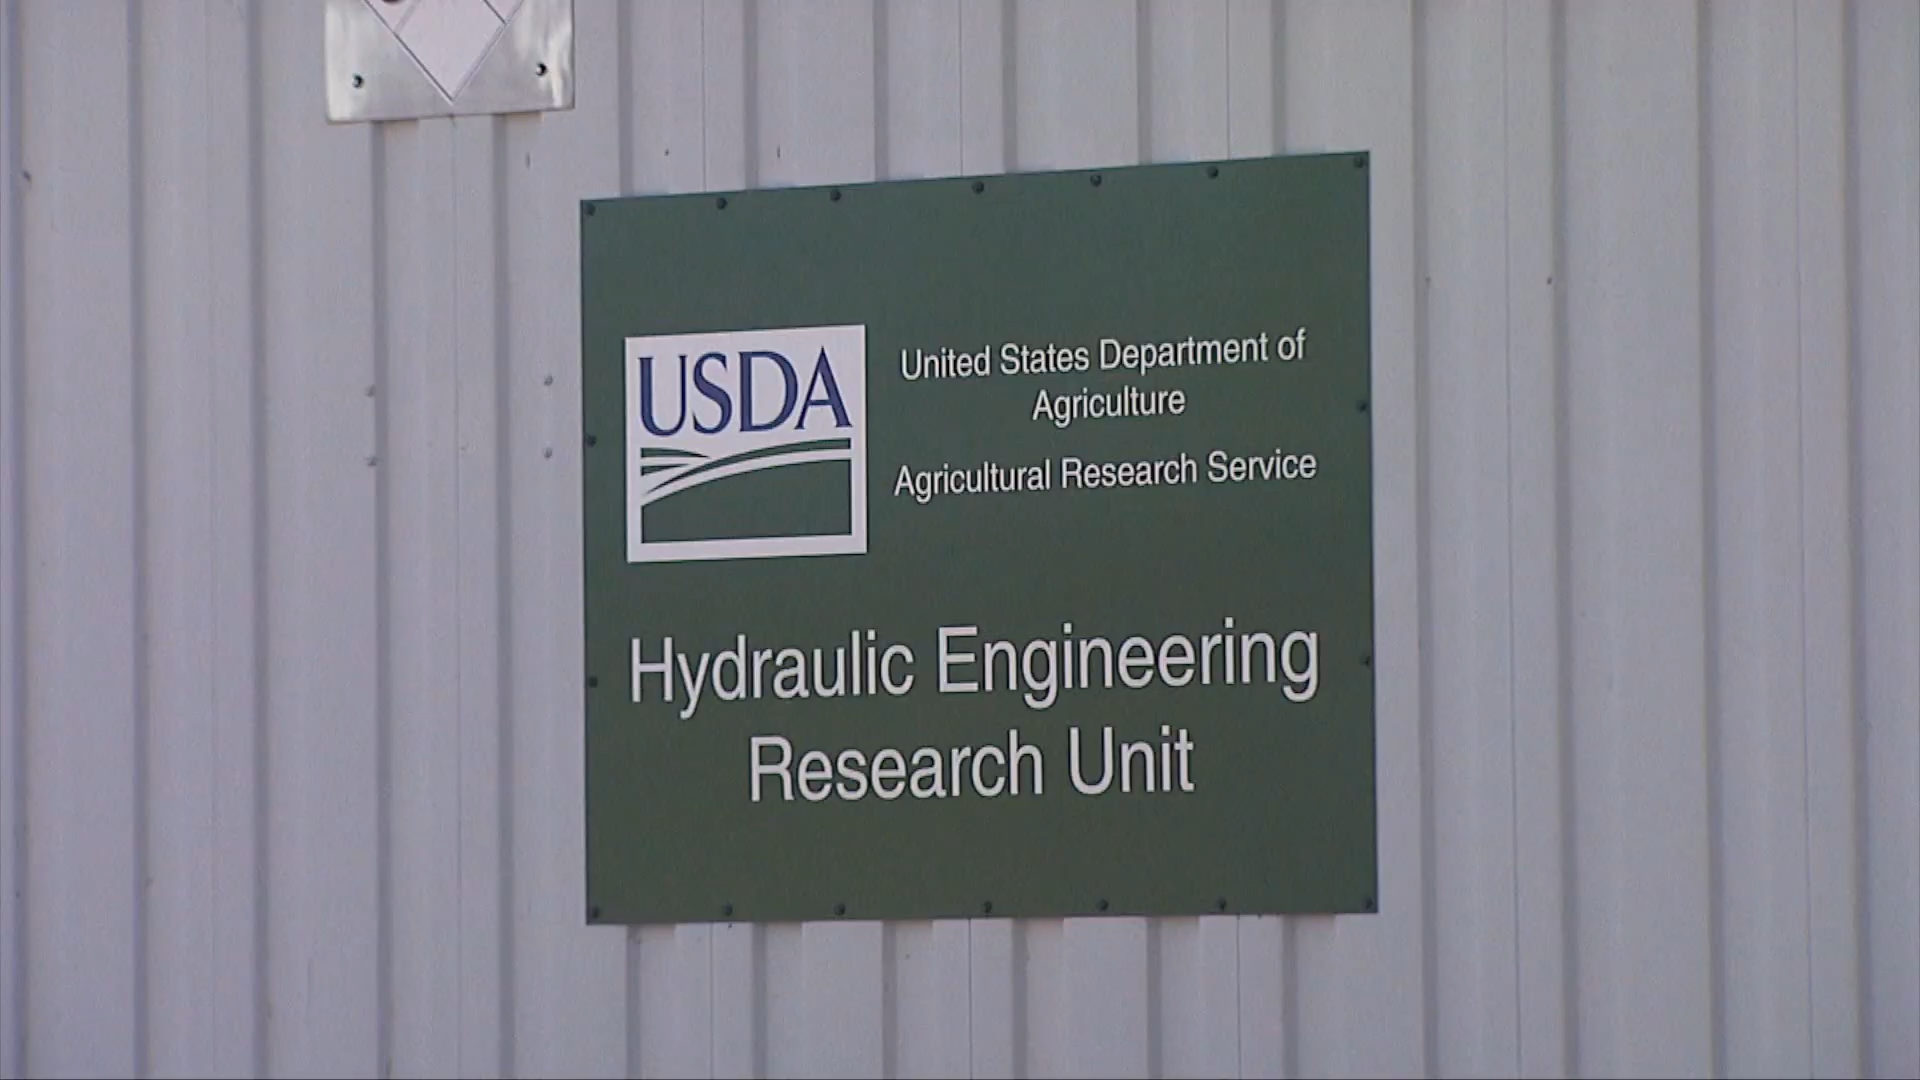 USDA
United States Department of
Agriculture
Agricultural Research Service
Hydraulic Engineering
Research Unit